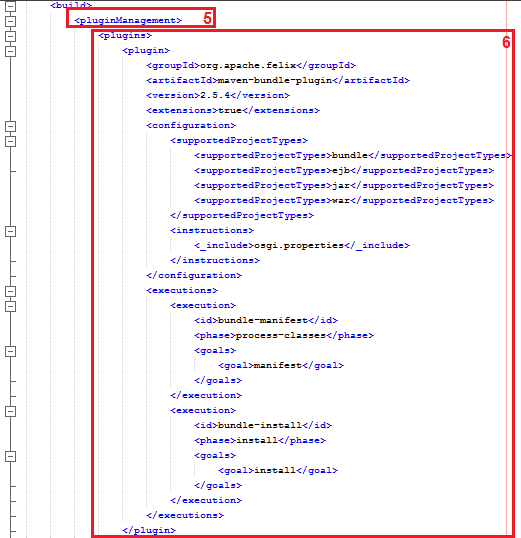 <build>
<pluginManagement> 5
<plugins> 6
<plugin>
<groupId>org.apache.felix</groupId>
<artifactId>maven-bundle-plugin</artifactId>
<version>2.5.4</version>
<extensions>true</extensions>
<configuration>
<supportedProjectTypes>
<supportedProjectTypes>bundle</supportedProjectTypes>
<supportedProjectTypes>ejb</supportedProjectTypes>
<supportedProjectTypes>jar</supportedProjectTypes>
<supportedProjectTypes>war</supportedProjectTypes>
</supportedProjectTypes>
<instructions>
<_include>osgi.properties</_include>
</instructions>
</configuration>
<executions>
<execution>
<id>bundle-manifest</id>
<phase>process-classes</phase>
<goals>
<goal>manifest</goal>
</goals>
</execution>
<execution>
<id>bundle-install</id>
<phase>install</phase>
<goals>
<goal>install</goal>
</goals>
</execution>
</executions>
</plugin>